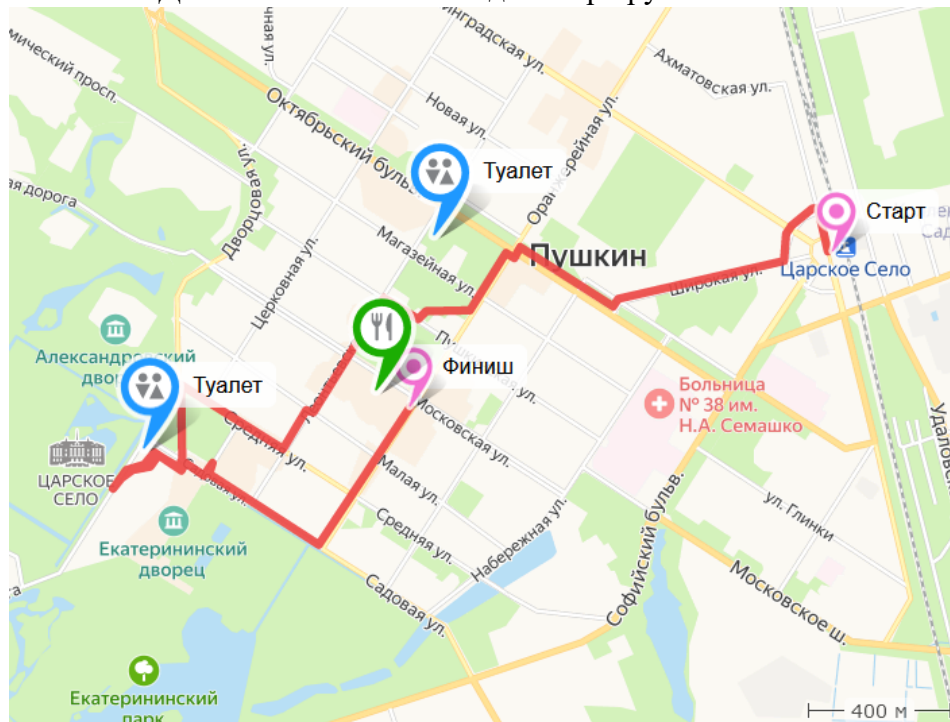 Ахматовская ул.
Новая ул.
Октябрьский бульв.
Оранжерейная ул.
Туалет
Дворцовая ул.
Магазейная ул.
Церковная ул.
Старт
Пушкин
Широкая ул.
Царское Село
Финиш
Московская ул.
Туалет
Средняя ул.
Больница
№ 38 им.
Н.А. Семашко
ЦАРСКОЕ
СЕЛО
Садовая ул.
Малая ул.
Средняя ул.
Набережная ул.
ул. Глинки
Екатерининский
дворец
Софийский бульв.
Садовая ул.
Московское ш.
Екатерининский
парк
400 м